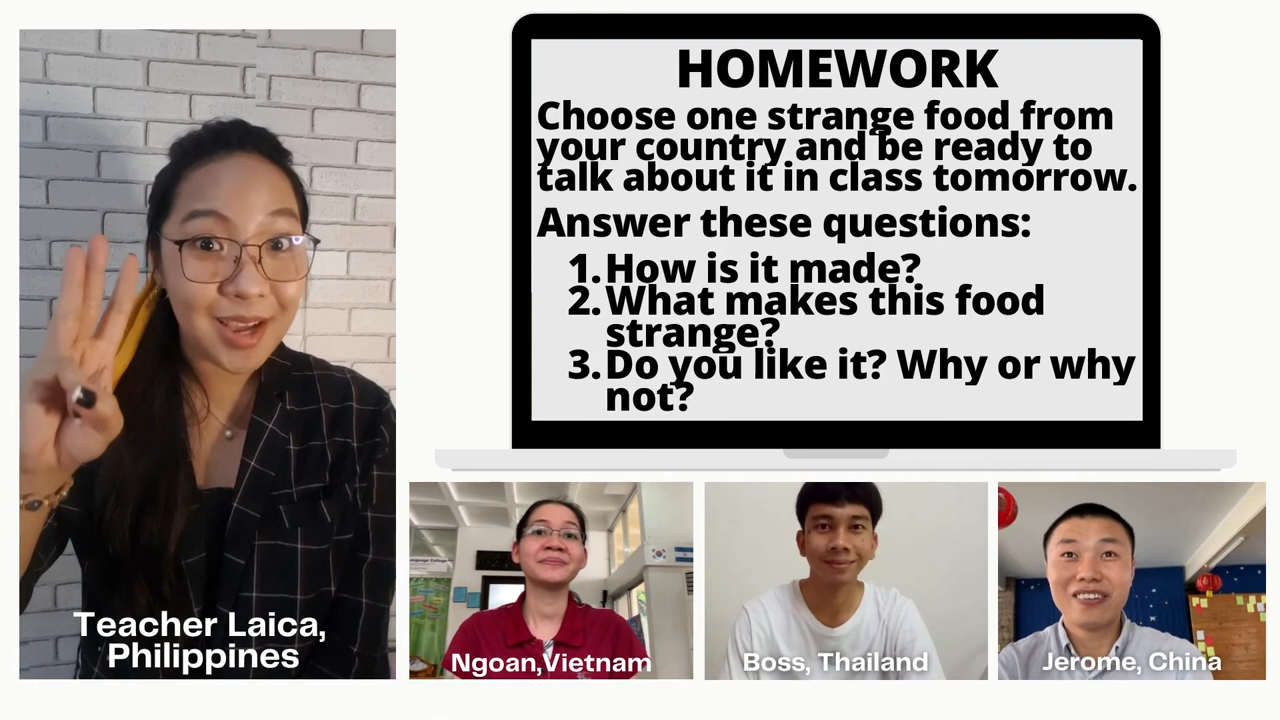 HOMEWORK
Choose one strange food from
your country and be ready to
talk about it in class tomorrow.
Answer these questions:
1. How is it made?
2. What makes this food
strange?
3. Do you like it? Why or why
not?
Teacher Laica,
Philippines
Ngoan,Vietnam
Boss, Thailand
Jerome, China